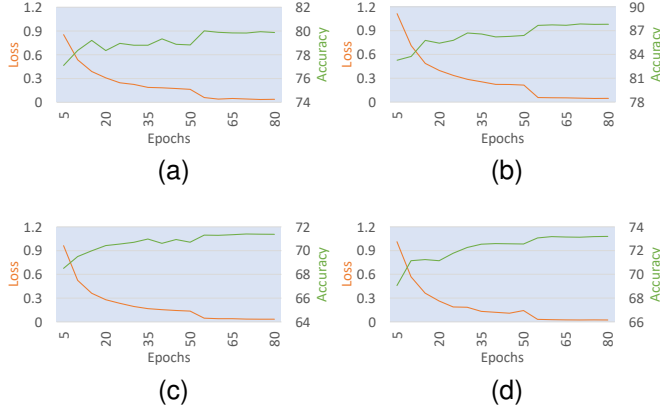 1.2 82
0.9 80
0.6 78
0.3 76
0 74
Loss
Accuracy
5 20 35 50 65 80
Epochs
(a)
1.2 90
0.9 87
0.6 84
0.3 81
0 78
Loss
Accuracy
5 20 35 50 65 80
Epochs
(b)
1.2 72
0.9 70
0.6 68
0.3 66
0 64
Loss
Accuracy
5 20 35 50 65 80
Epochs
(c)
1.2 74
0.9 72
0.6 70
0.3 68
0 66
Loss
Accuracy
5 20 35 50 65 80
Epochs
(d)